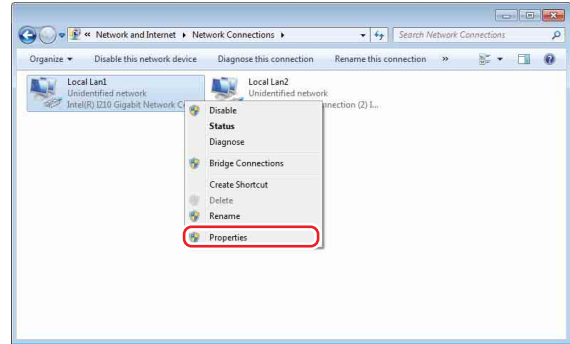 « Network and Internet ▸ Network Connections ▸ Search Network Connections
Organize ▾ Disable this network device Diagnose this connection Rename this connection »
Local Lan1
Unidentified network
Intel(R) I210 Gigabit Network
Local Lan2
Unidentified network
(2) I...
Disable
Status
Diagnose
Bridge Connections
Create Shortcut
Delete
Rename
Properties